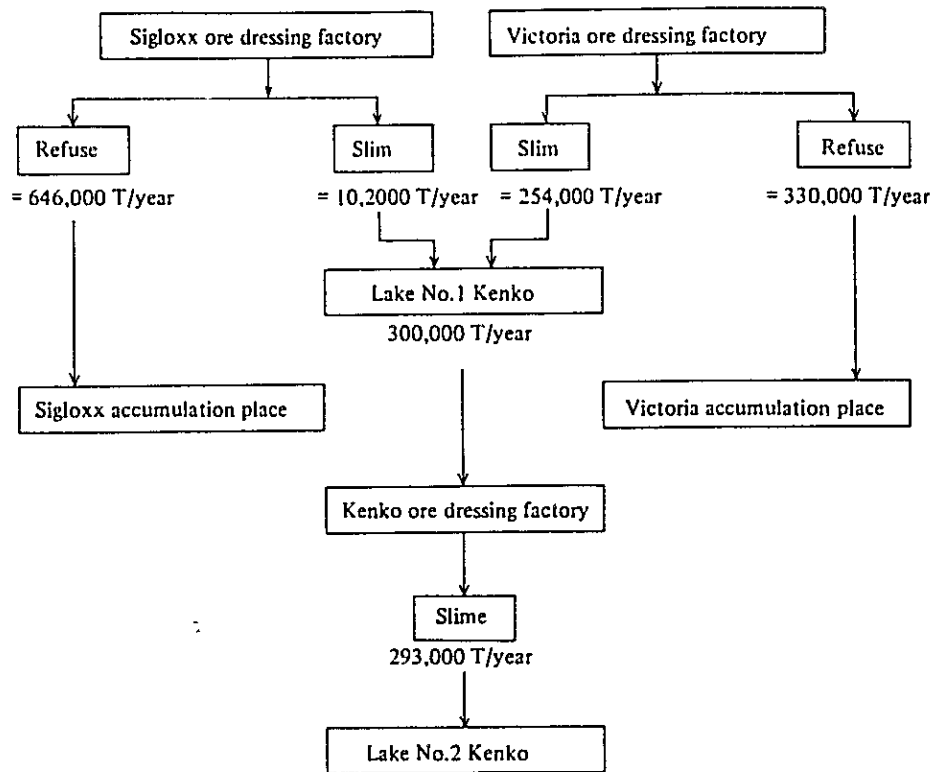 Sigloxx ore dressing factory
Victoria ore dressing factory
Refuse
Slim
Slim
Refuse
= 646,000 T/year
= 10,2000 T/year
= 254,000 T/year
= 330,000 T/year
Lake No.1 Kenko
300,000 T/year
Sigloxx accumulation place
Victoria accumulation place
Kenko ore dressing factory
Slime
293,000 T/year
Lake No.2 Kenko